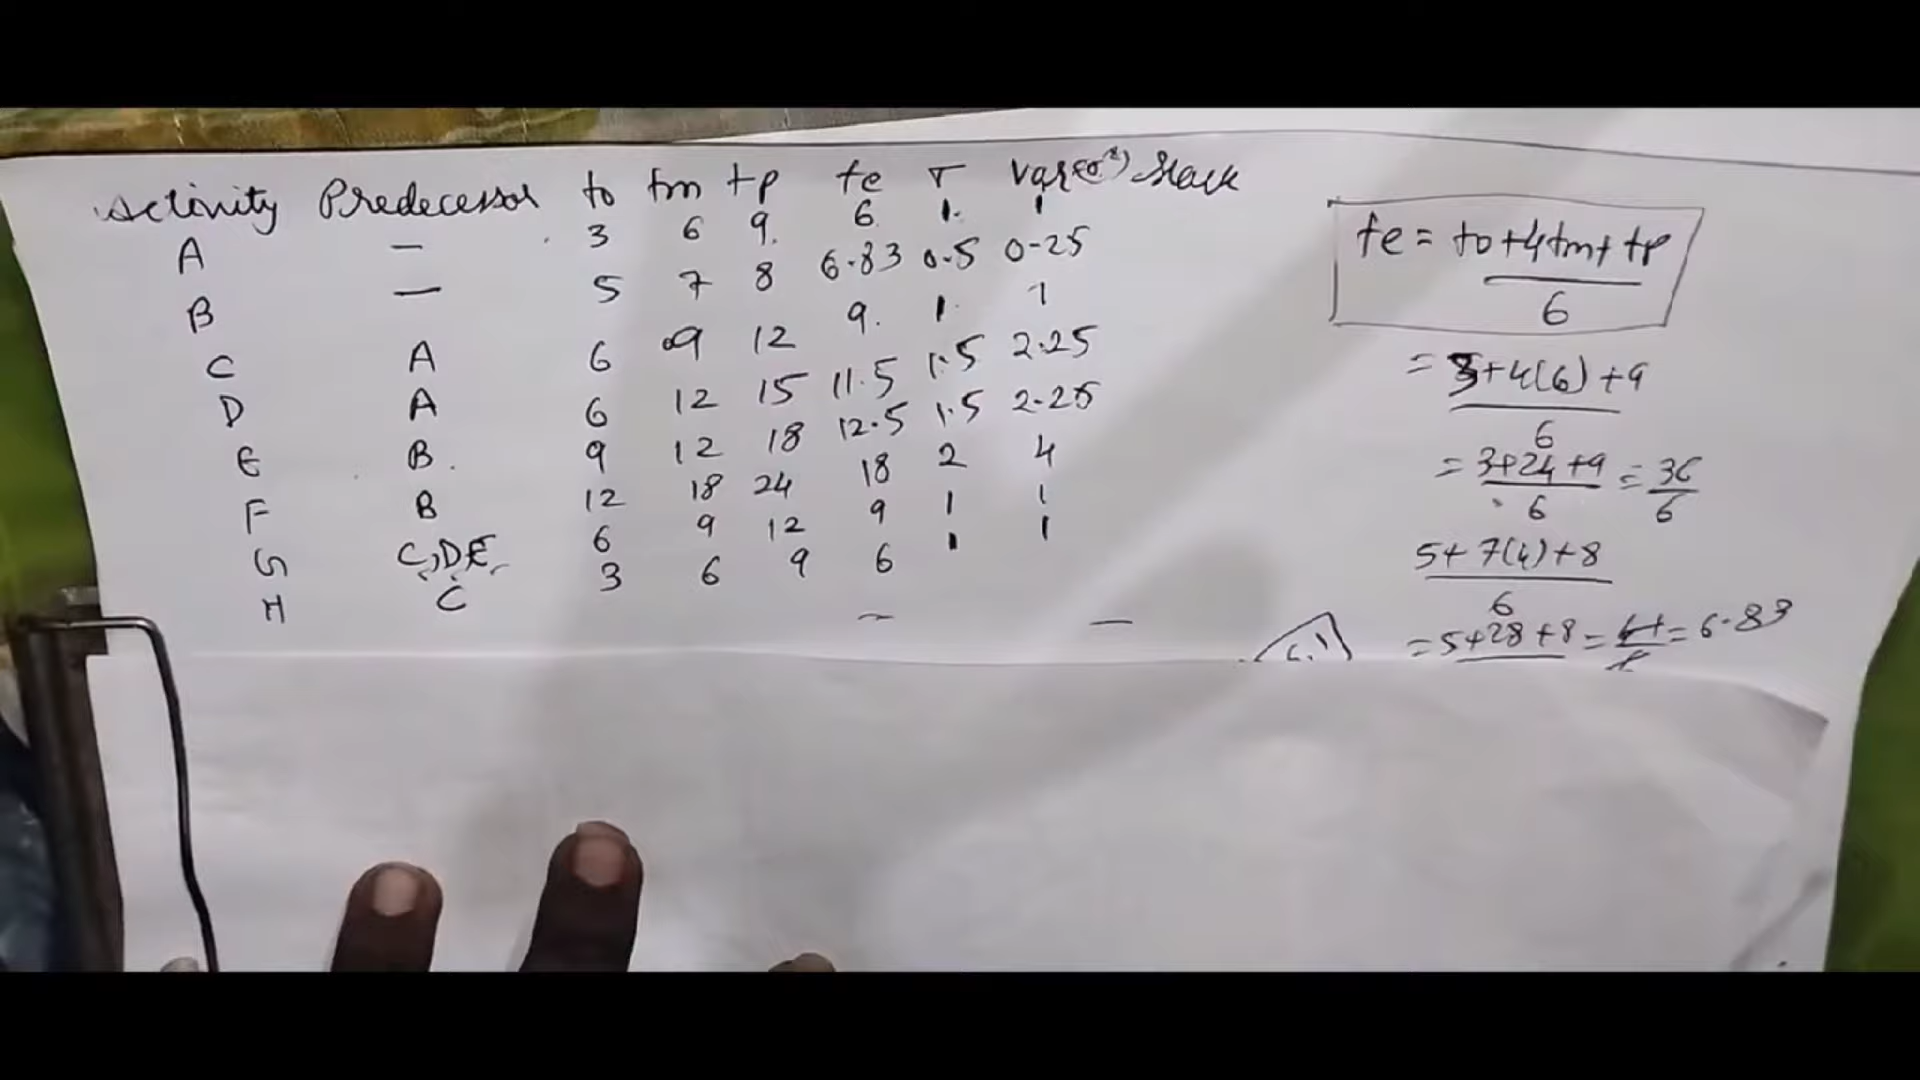 Activity Predecessor to tm tp te σ Var(σ²) Slack
A — 3 6 9 6 1 1
B — 5 7 8 6.83 0.5 0.25
C A 6 9 12 9 1 1
D A 6 12 15 11.5 1.5 2.25
E B 9 12 18 12.5 1.5 2.25
F B 12 18 24 18 2 4
G C,D,E 6 9 12 9 1 1
H C 3 6 9 6 1 1
te = to+4tm+tp
6
= 3+4(6)+9
6
= 3+24+9 = 36
6 6
5+7(4)+8
6
= 5+28+8 = 41 = 6.83